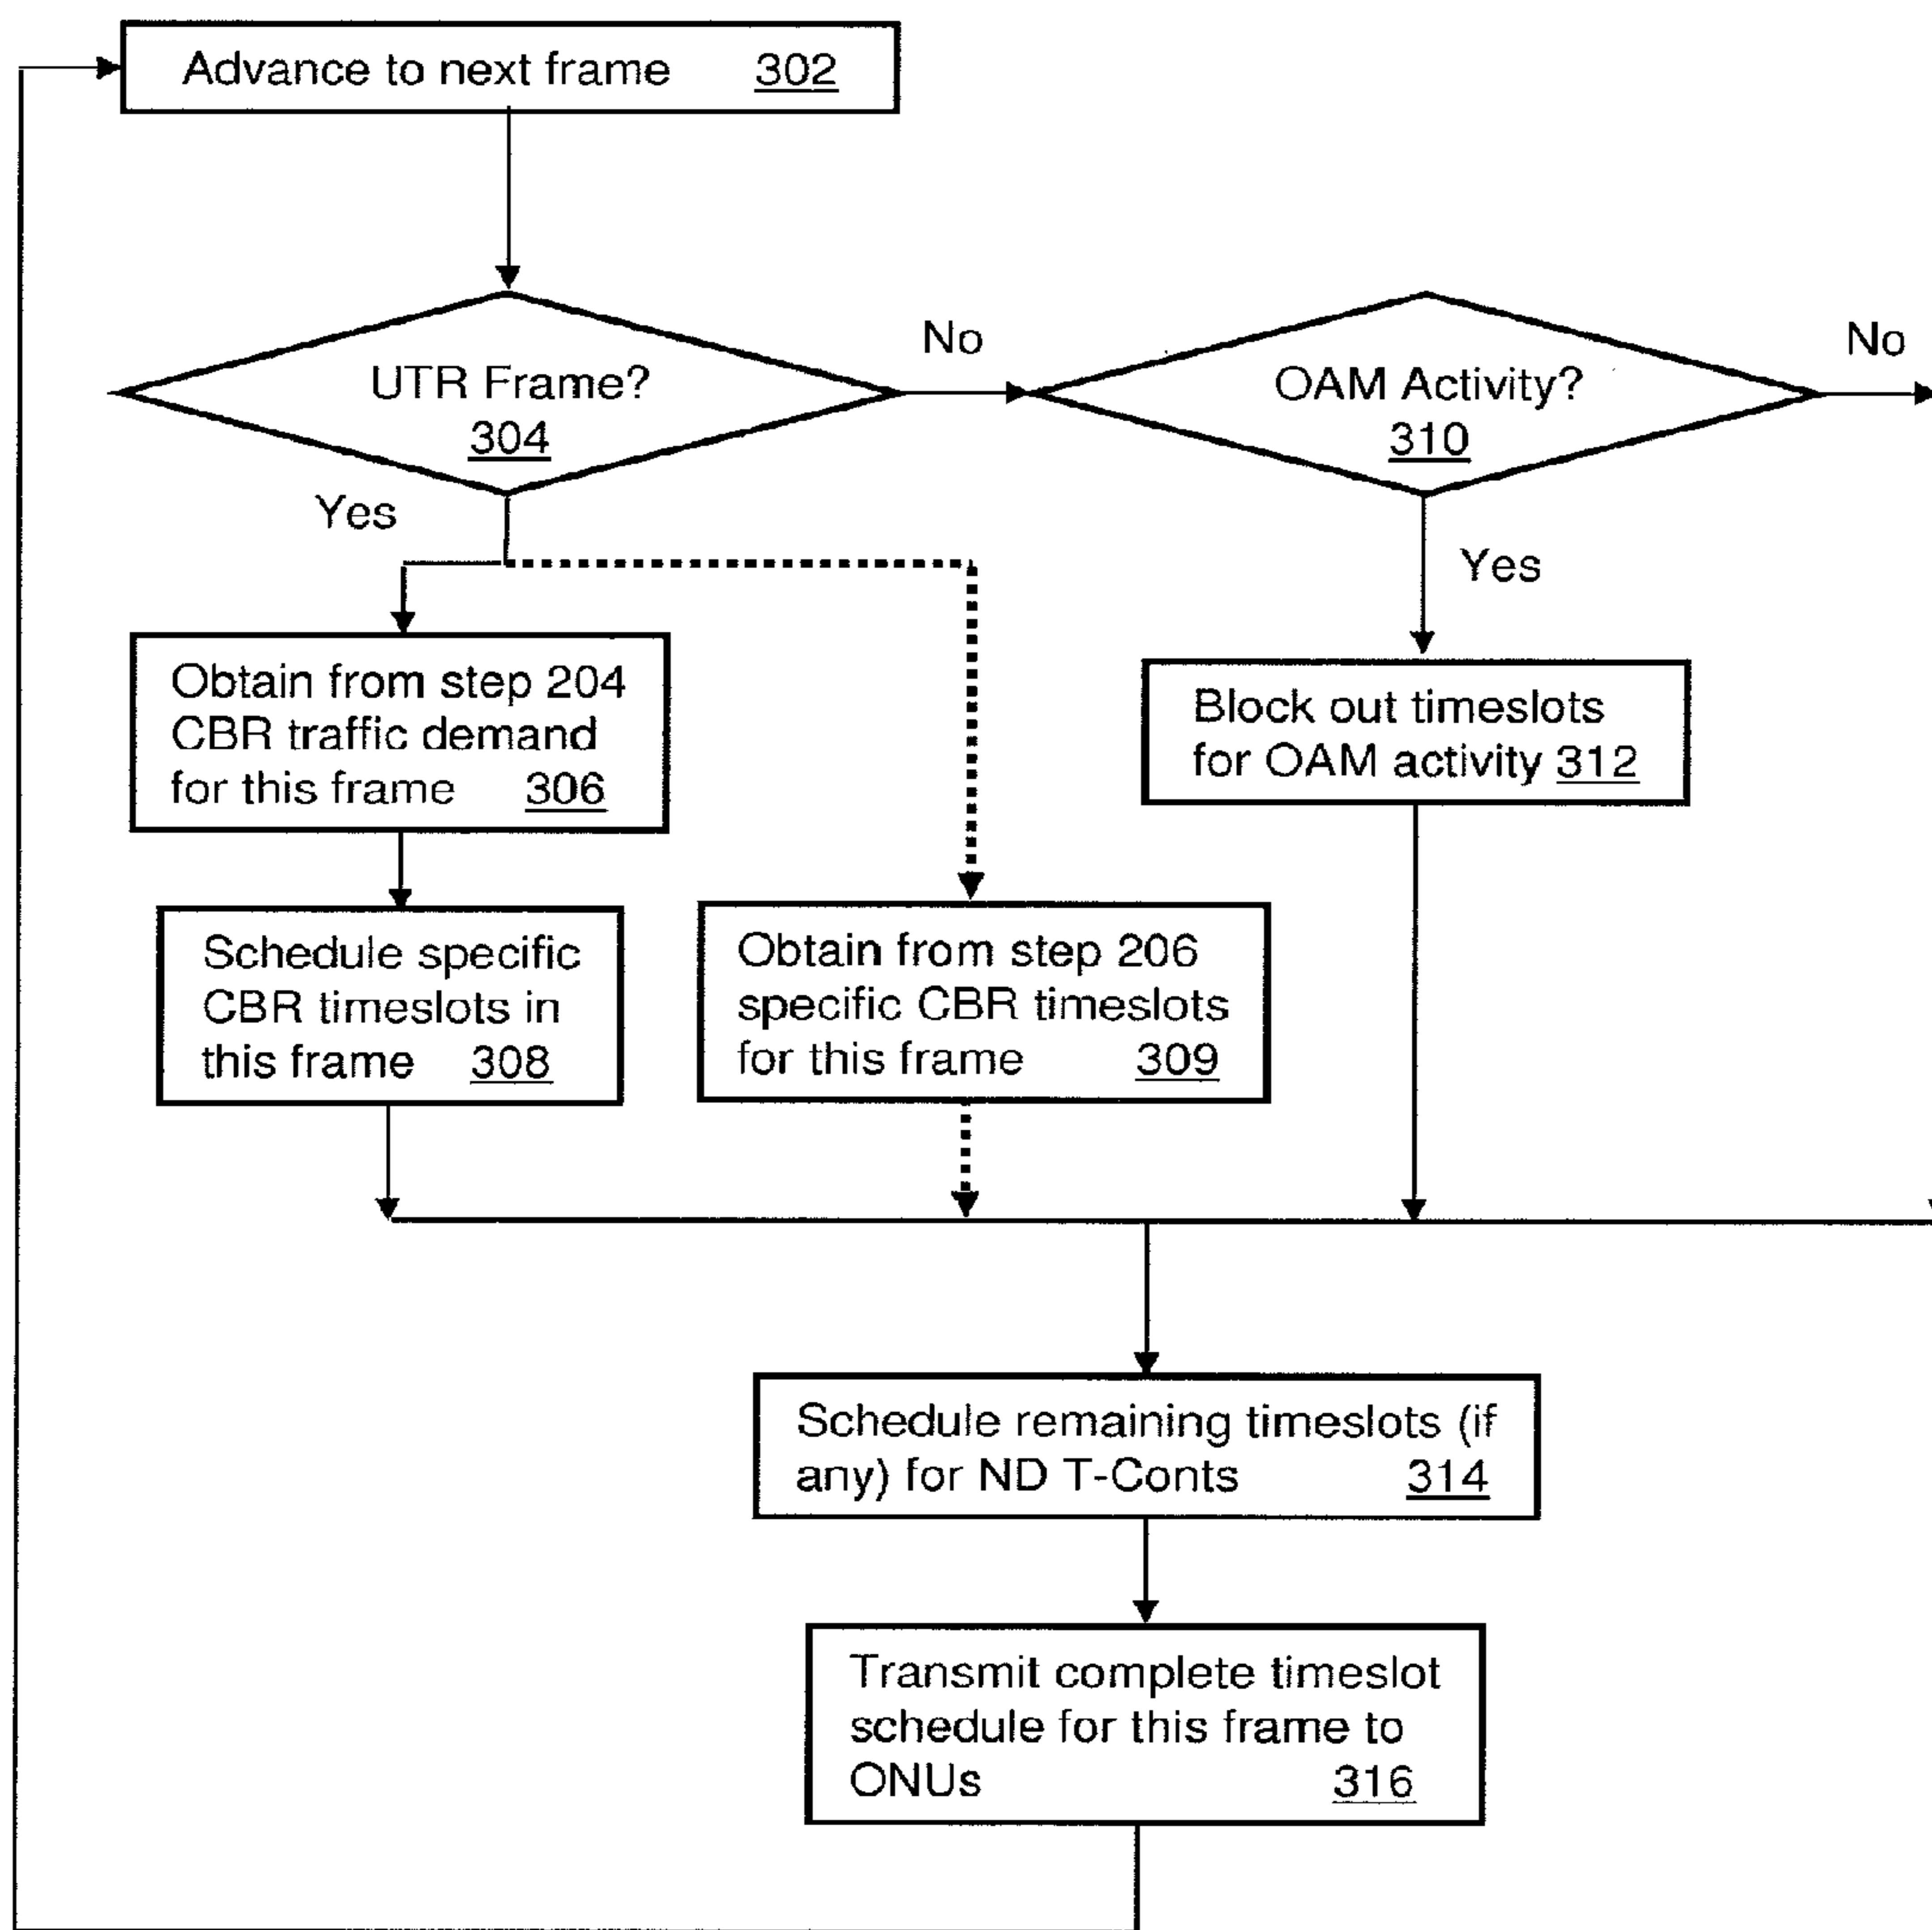 Advance to next frame 302
UTR Frame?
304
No
OAM Activity?
310
No
Yes
Yes
Obtain from step 204
CBR traffic demand
for this frame 306
Block out timeslots
for OAM activity 312
Schedule specific
CBR timeslots in
this frame 308
Obtain from step 206
specific CBR timeslots
for this frame 309
Schedule remaining timeslots (if
any) for ND T-Conts 314
Transmit complete timeslot
schedule for this frame to
ONUs 316